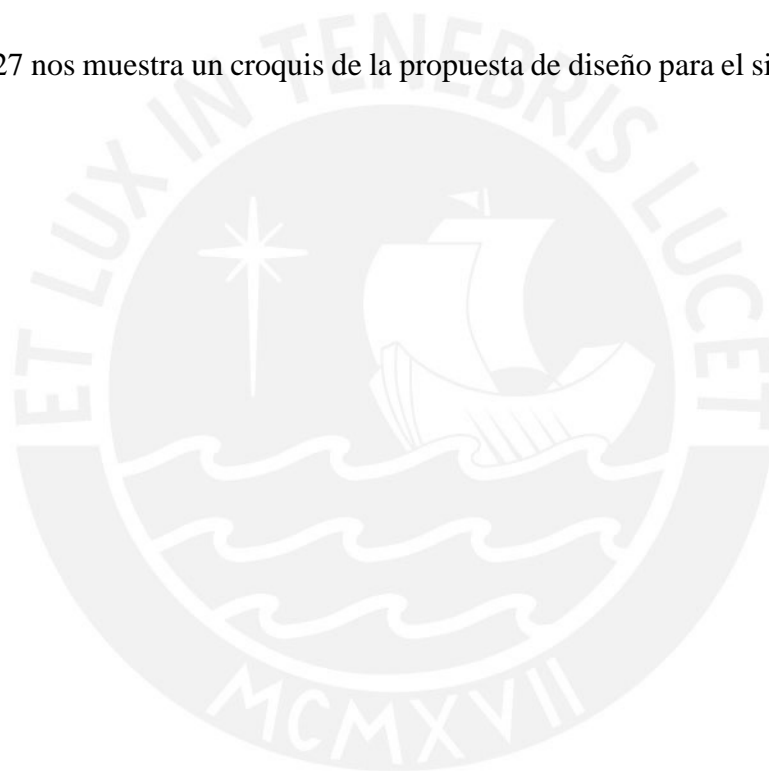 27 nos muestra un croquis de la propuesta de diseño para el si
ET LUX IN TENEBRIS LUCET
MCMXVII